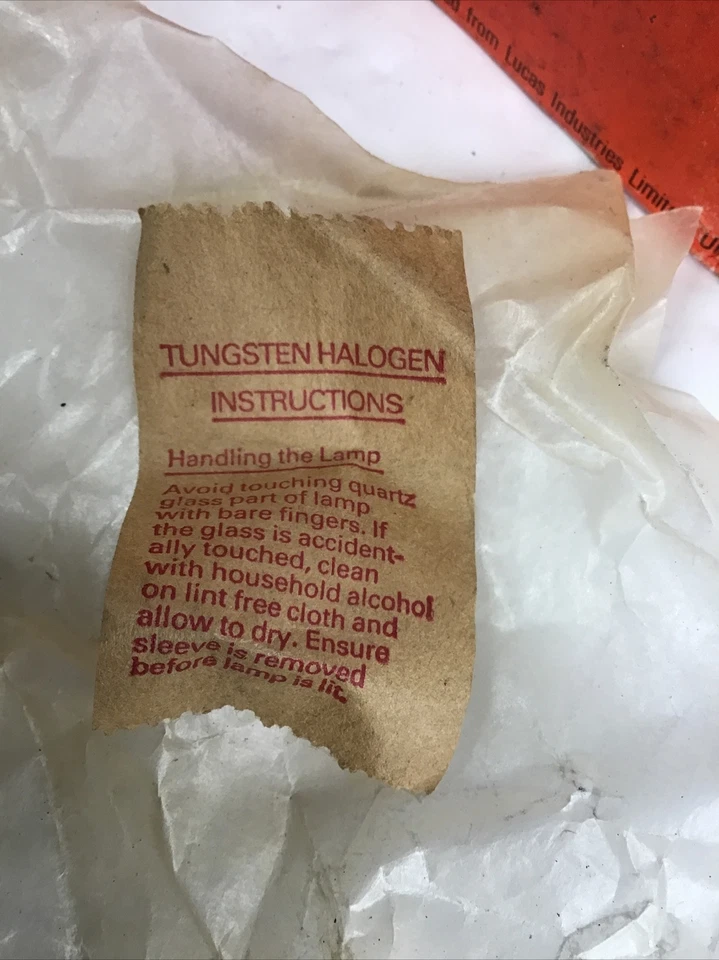 from Lucas Industries
TUNGSTEN HALOGEN
INSTRUCTIONS
Handling the Lamp
Avoid touching quartz
glass part of lamp
with bare fingers. If
the glass is accident-
ally touched, clean
with household alcohol
on lint free cloth and
allow to dry. Ensure
sleeve is removed
before lamp is lit.